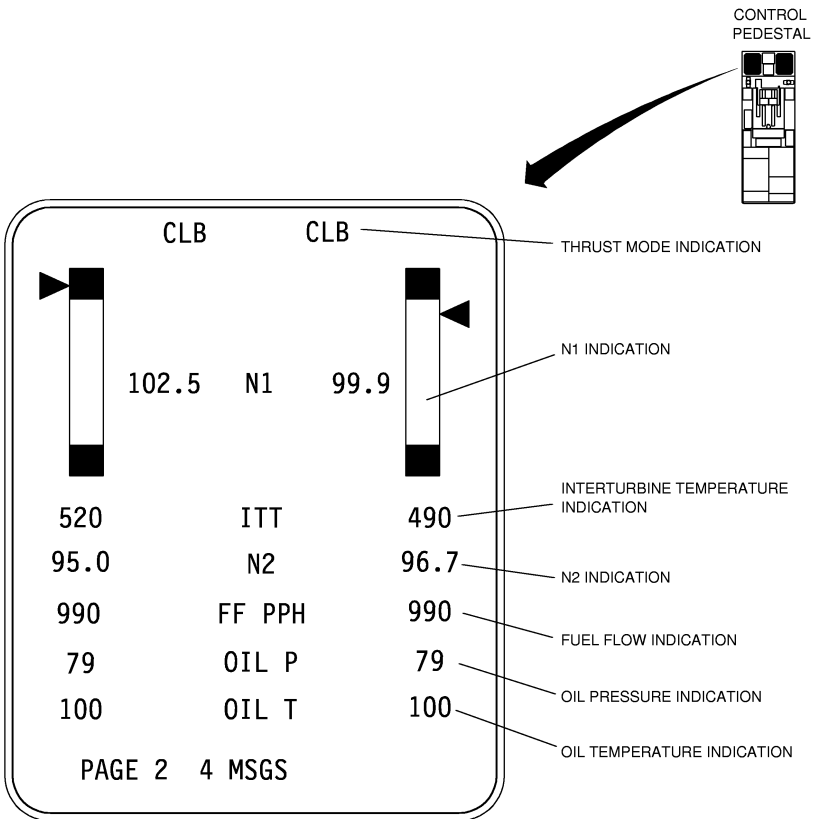 CONTROL
PEDESTAL
CLB CLB
THRUST MODE INDICATION
N1 INDICATION
102.5 N1 99.9
INTERTURBINE TEMPERATURE
INDICATION
520 ITT 490
95.0 N2 96.7
N2 INDICATION
990 FF PPH 990
FUEL FLOW INDICATION
79 OIL P 79
OIL PRESSURE INDICATION
100 OIL T 100
OIL TEMPERATURE INDICATION
PAGE 2 4 MSGS